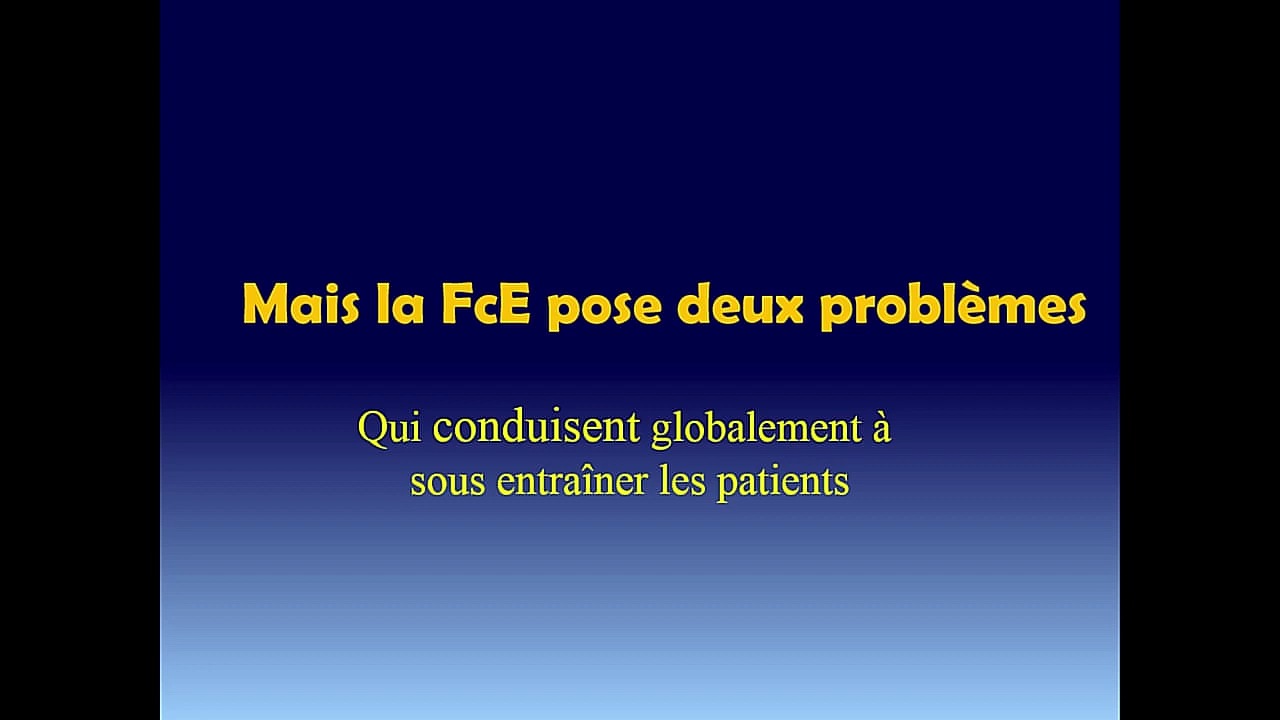 Mais la FcE pose deux problèmes
Qui conduisent globalement à
sous entraîner les patients